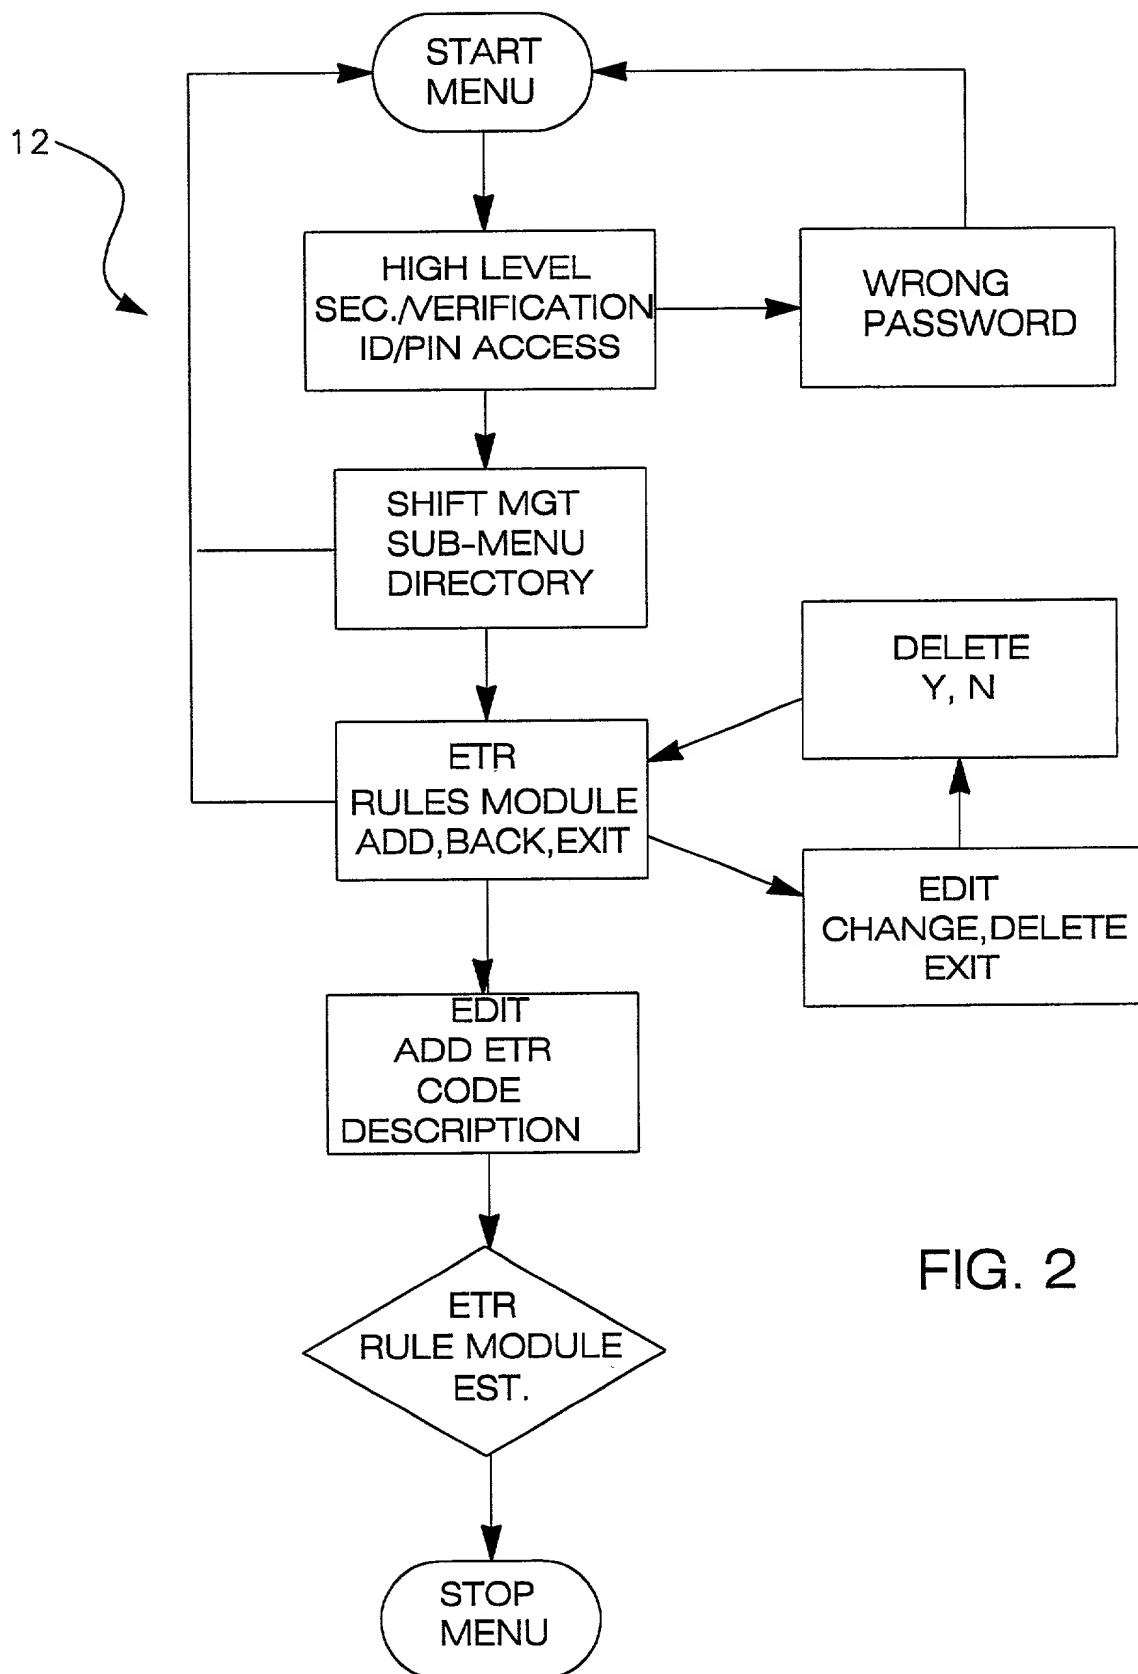 START
MENU
12
HIGH LEVEL
SEC./VERIFICATION
ID/PIN ACCESS
WRONG
PASSWORD
SHIFT MGT
SUB-MENU
DIRECTORY
DELETE
Y, N
ETR
RULES MODULE
ADD,BACK,EXIT
EDIT
CHANGE,DELETE
EXIT
EDIT
ADD ETR
CODE
DESCRIPTION
ETR
RULE MODULE
EST.
FIG. 2
STOP
MENU